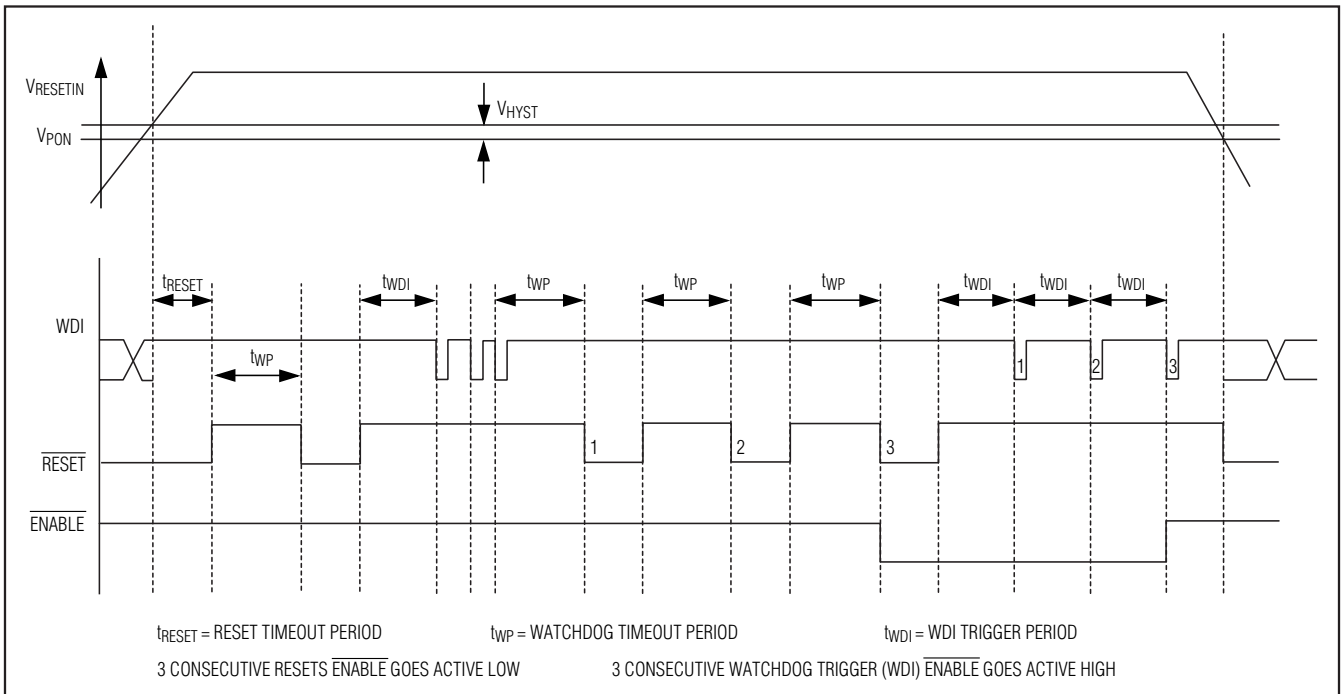 VRESETIN
VHYST
VPON
tRESET
tWDI
tWP
tWP
tWP
tWDI
tWDI
tWDI
WDI
tWP
1
2
3
RESET
1
2
3
ENABLE
tRESET = RESET TIMEOUT PERIOD
tWP = WATCHDOG TIMEOUT PERIOD
tWDI = WDI TRIGGER PERIOD
3 CONSECUTIVE RESETS ENABLE GOES ACTIVE LOW
3 CONSECUTIVE WATCHDOG TRIGGER (WDI) ENABLE GOES ACTIVE HIGH